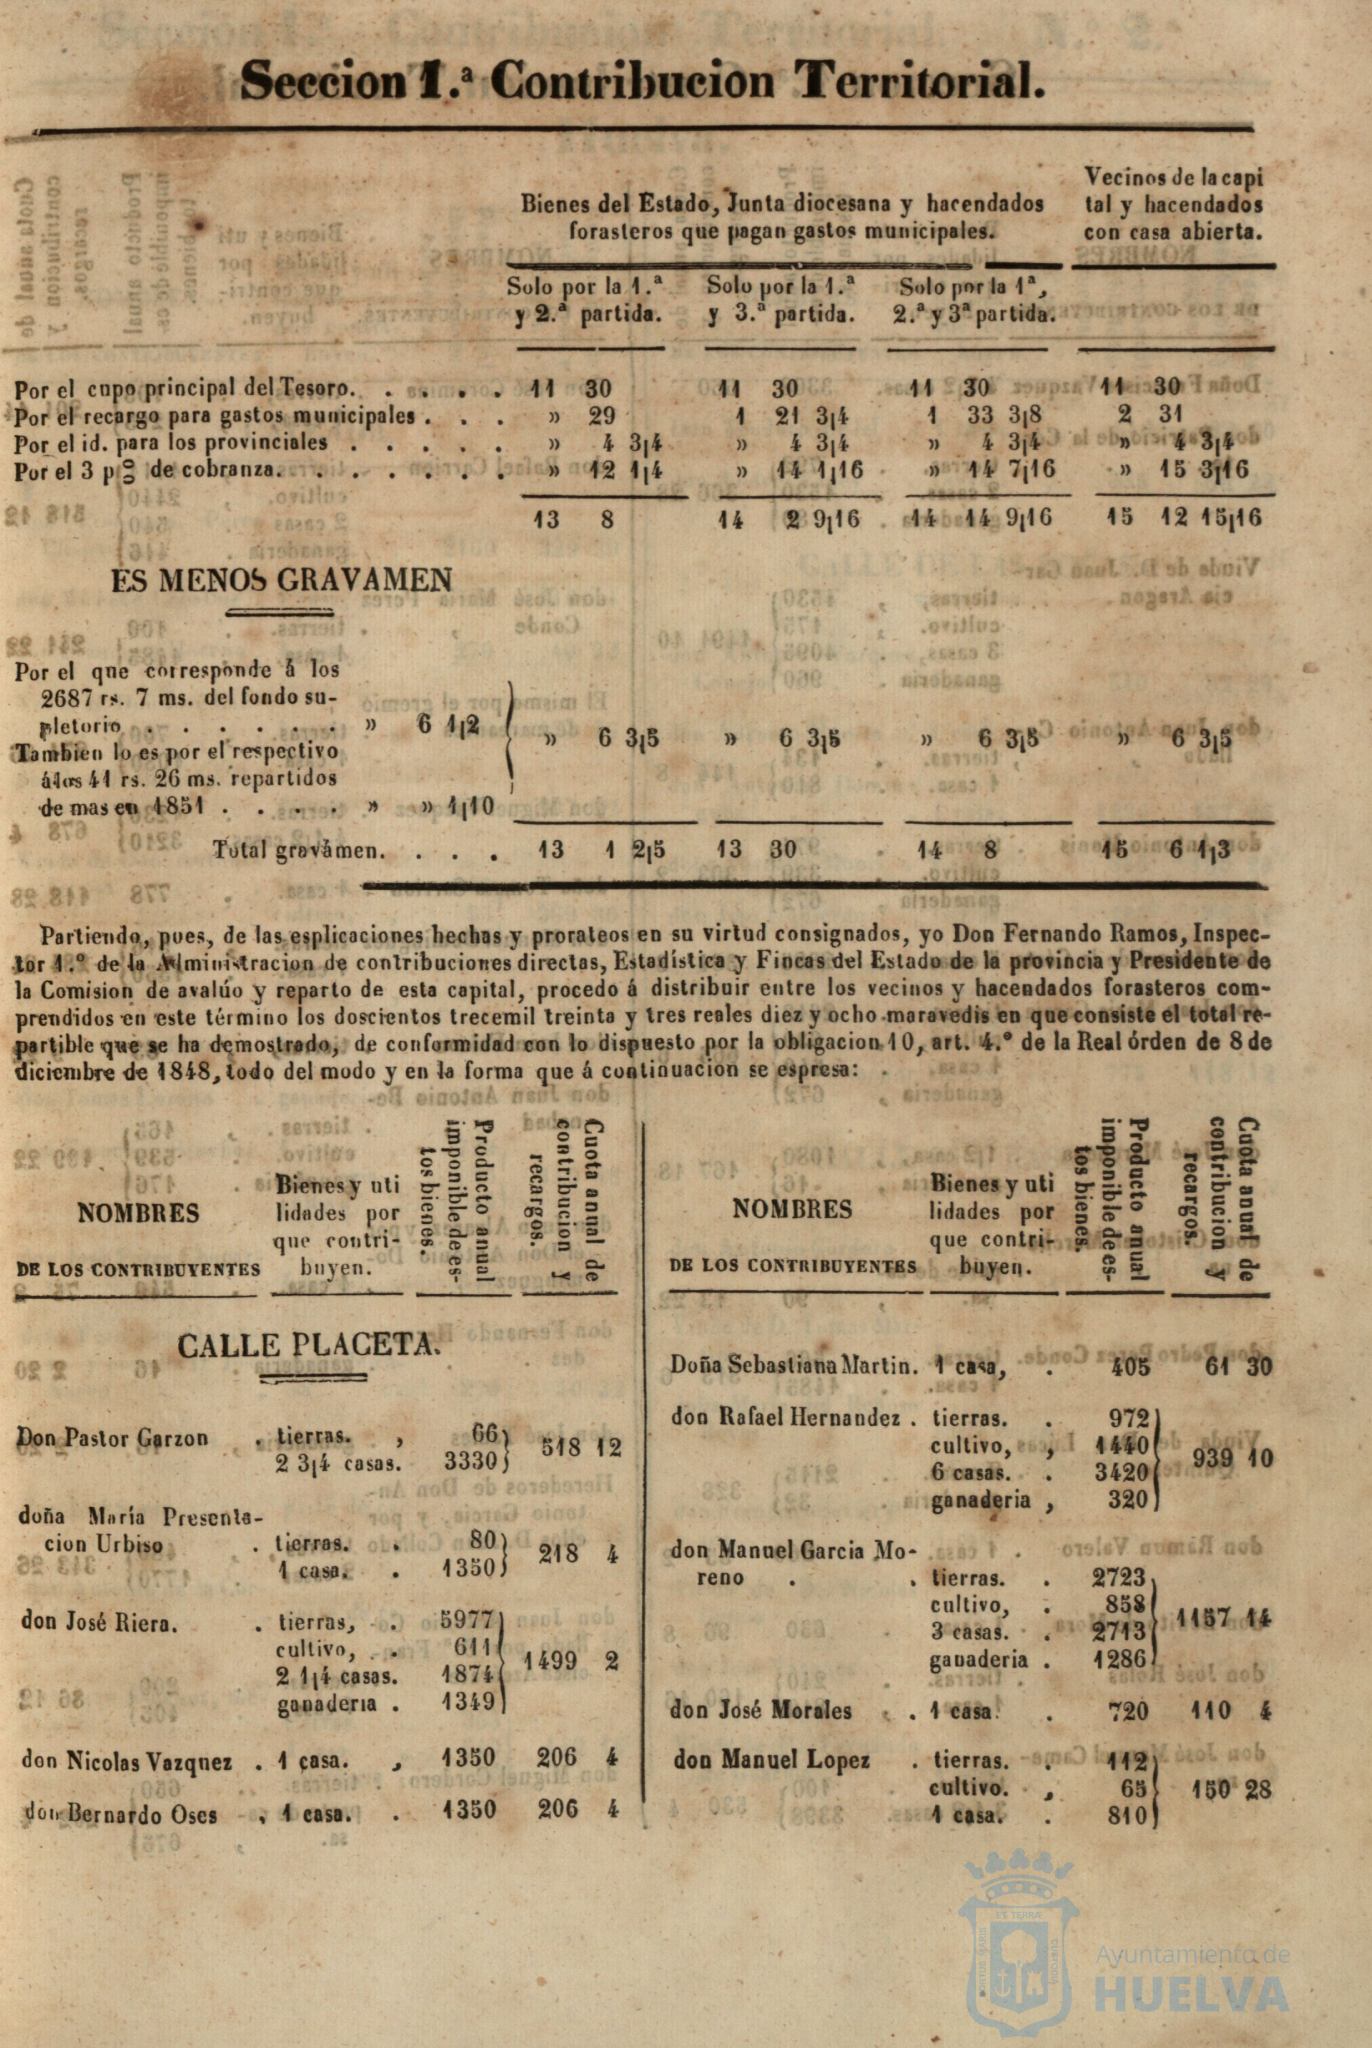 Seccion 1.ª Contribucion Territorial.
Bienes del Estado, Junta diocesana y hacendados
forasteros que pagan gastos municipales.
Vecinos de la capi
tal y hacendados
con casa abierta.
Solo por la 1.ª
y 2.ª partida.
Solo por la 1.ª
y 3.ª partida.
Solo por la 1ª,
2.ª y 3ª partida.
Por el cupo principal del Tesoro. . . . . . 11 30 11 30 11 30 11 30
Por el recargo para gastos municipales . . . » 29 1 21 3¡4 1 33 3¡8 2 31
Por el id. para los provinciales . . . . . . » 4 3¡4 » 4 3¡4 » 4 3¡4 » 4 3¡4
Por el 3 p% de cobranza. . . . . . . . » 12 1¡4 » 14 1¡16 » 14 7¡16 » 15 3¡16
13 8 14 2 9¡16 14 14 9¡16 15 12 15¡16
ES MENOS GRAVAMEN
Por el que corresponde á los
2687 rs. 7 ms. del fondo su-
pletorio . . . . . . . » 6 1¡2
Tambien lo es por el respectivo
á los 41 rs. 26 ms. repartidos
de mas en 1851 . . . . . » » 1¡10
» 6 3¡5 » 6 3¡5 » 6 3¡5 » 6 3¡5
Total gravámen. . . . . 13 1 2¡5 13 30 14 8 15 6 1¡3
Partiendo, pues, de las esplicaciones hechas y prorateos en su virtud consignados, yo Don Fernando Ramos, Inspec-
tor 1.º de la Administracion de contribuciones directas, Estadística y Fincas del Estado de la provincia y Presidente de
la Comision de avalúo y reparto de esta capital, procedo á distribuir entre los vecinos y hacendados forasteros com-
prendidos en este término los doscientos trecemil treinta y tres reales diez y ocho maravedis en que consiste el total re-
partible que se ha demostrado, de conformidad con lo dispuesto por la obligacion 10, art. 4.º de la Real órden de 8 de
diciembre de 1848, todo del modo y en la forma que á continuacion se espresa:
NOMBRES
DE LOS CONTRIBUYENTES
Bienes y uti
lidades por
que contri-
buyen.
Producto anual
imponible de es-
tos bienes.
Cuota anual de
contribucion y
recargos.
CALLE PLACETA.
Don Pastor Garzon . tierras. , 66
2 3¡4 casas. 3330
518 12
doña María Presenta-
cion Urbiso . tierras. . 80
1 casa. . 1350
218 4
don José Riera. . tierras, . 5977
cultivo, . . 611
2 1¡4 casas. 1874
ganaderia . 1349
1499 2
don Nicolas Vazquez . 1 casa. , 1350 206 4
don Bernardo Oses , 1 casa. . 1350 206 4
NOMBRES
DE LOS CONTRIBUYENTES
Bienes y uti
lidades por
que contri-
buyen.
Producto anual
imponible de es-
tos bienes.
Cuota anual de
contribucion y
recargos.
Doña Sebastiana Martin. 1 casa, . 405 61 30
don Rafael Hernandez . tierras. . 972
cultivo, , 1440
6 casas. . 3420
ganaderia , 320
939 10
don Manuel Garcia Mo-
reno . . tierras. . 2723
cultivo, . 858
3 casas. . 2713
ganaderia . 1286
1157 14
don José Morales . . 1 casa. . 720 110 4
don Manuel Lopez . tierras. . 112
cultivo. , 65
1 casa. . 810
150 28
Ayuntamiento de
HUELVA